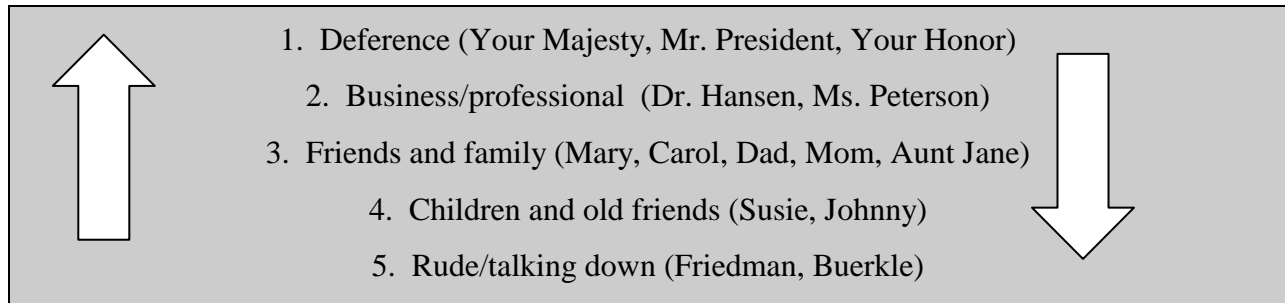 1. Deference (Your Majesty, Mr. President, Your Honor)
2. Business/professional (Dr. Hansen, Ms. Peterson)
3. Friends and family (Mary, Carol, Dad, Mom, Aunt Jane)
4. Children and old friends (Susie, Johnny)
5. Rude/talking down (Friedman, Buerkle)